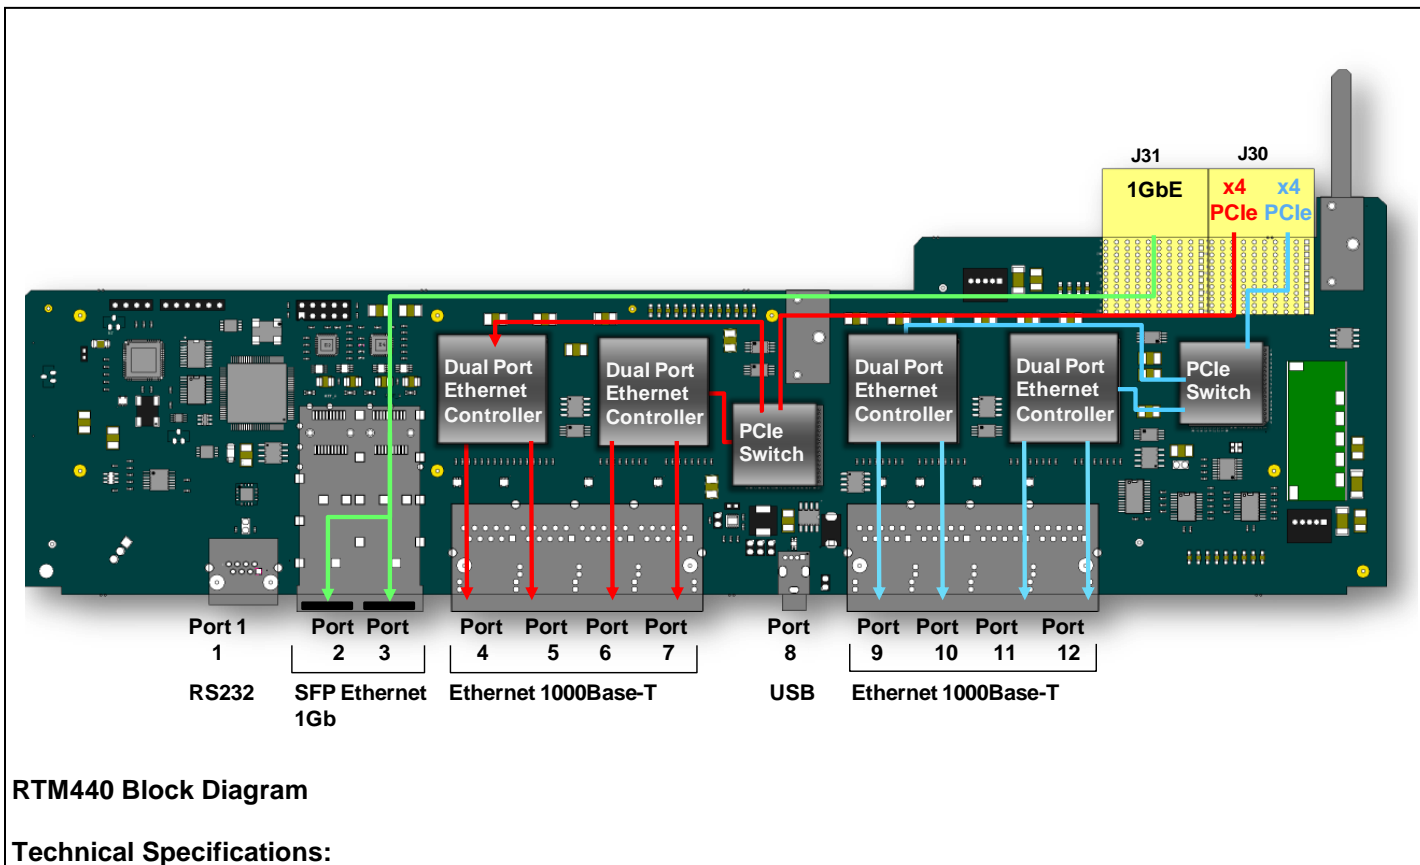 J31 J30
1GbE x4 x4
PCIe PCIe
Dual Port
Ethernet
Controller
Dual Port
Ethernet
Controller
PCIe
Switch
Dual Port
Ethernet
Controller
Dual Port
Ethernet
Controller
PCIe
Switch
Port 1 Port Port Port Port Port Port Port Port Port Port Port
1 2 3 4 5 6 7 8 9 10 11 12
RS232 SFP Ethernet Ethernet 1000Base-T USB Ethernet 1000Base-T
1Gb
RTM440 Block Diagram
Technical Specifications: